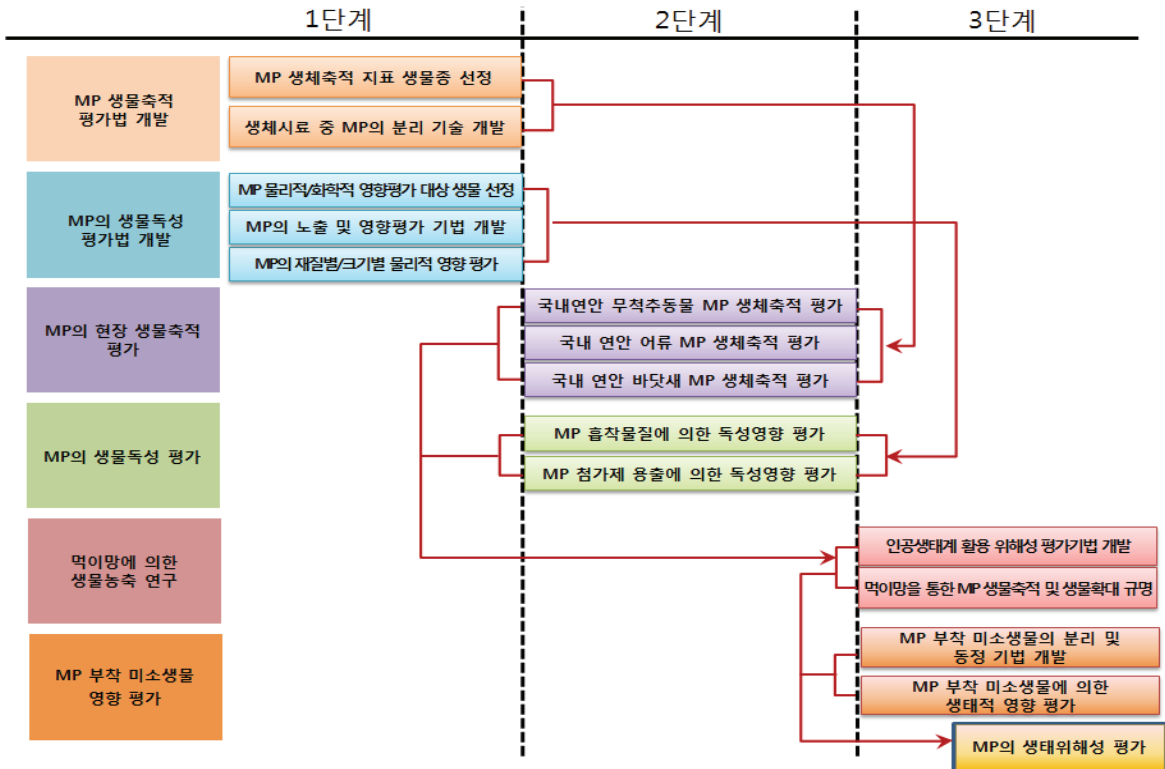 1단계
2단계
3단계
MP 생물축적
평가법 개발
MP 생체축적 지표 생물종 선정
생체시료 중 MP의 분리 기술 개발
MP의 생물독성
평가법 개발
MP 물리적/화학적 영향평가 대상 생물 선정
MP의 노출 및 영향평가 기법 개발
MP의 재질별/크기별 물리적 영향 평가
MP의 현장 생물축적
평가
국내연안 무척추동물 MP 생체축적 평가
국내 연안 어류 MP 생체축적 평가
국내 연안 바닷새 MP 생체축적 평가
MP의 생물독성 평가
MP 흡착물질에 의한 독성영향 평가
MP 첨가제 용출에 의한 독성영향 평가
먹이망에 의한
생물농축 연구
인공생태계 활용 위해성 평가기법 개발
먹이망을 통한 MP 생물축적 및 생물확대 규명
MP 부착 미소생물
영향 평가
MP 부착 미소생물의 분리 및
동정 기법 개발
MP 부착 미소생물에 의한
생태적 영향 평가
MP의 생태위해성 평가